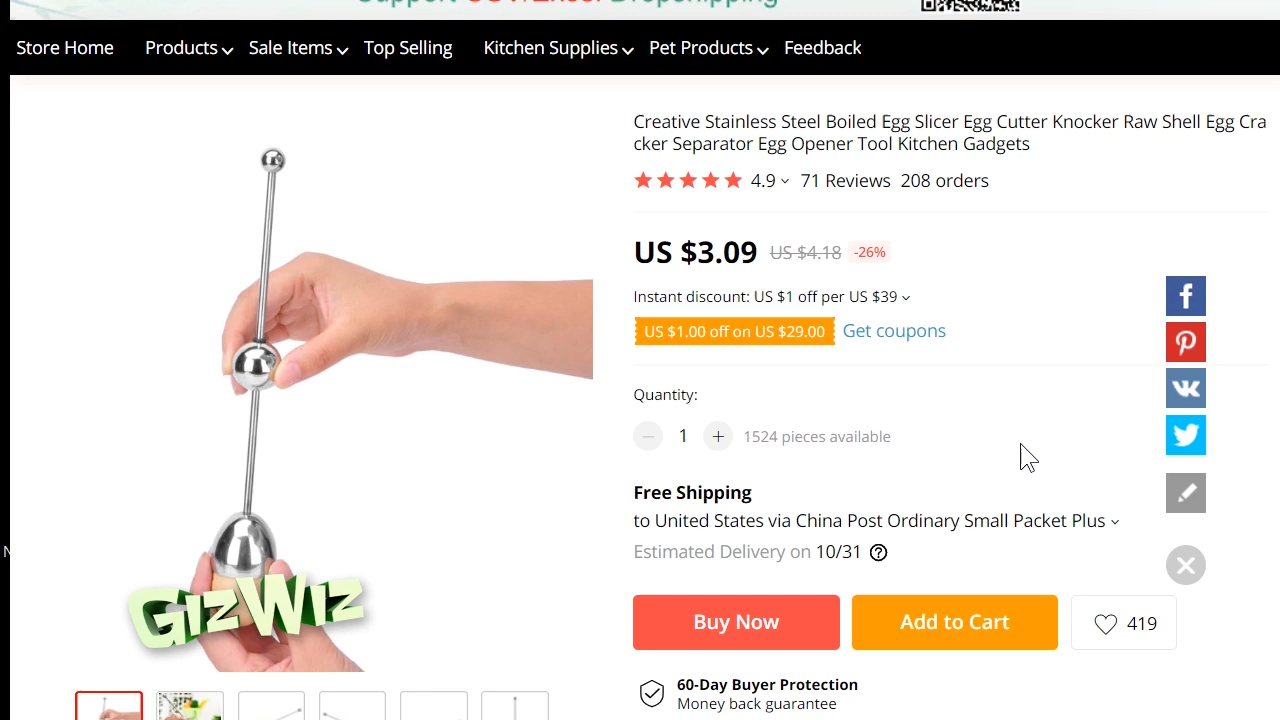 Support Dropshipping
Store Home Products Sale Items Top Selling Kitchen Supplies Pet Products Feedback
Creative Stainless Steel Boiled Egg Slicer Egg Cutter Knocker Raw Shell Egg Cra
cker Separator Egg Opener Tool Kitchen Gadgets
4.9 71 Reviews 208 orders
US $3.09 US $4.18 -26%
Instant discount: US $1 off per US $39
US $1.00 off on US $29.00 Get coupons
Quantity:
1 1524 pieces available
Free Shipping
to United States via China Post Ordinary Small Packet Plus
Estimated Delivery on 10/31
GizWiz
Buy Now Add to Cart 419
60-Day Buyer Protection
Money back guarantee